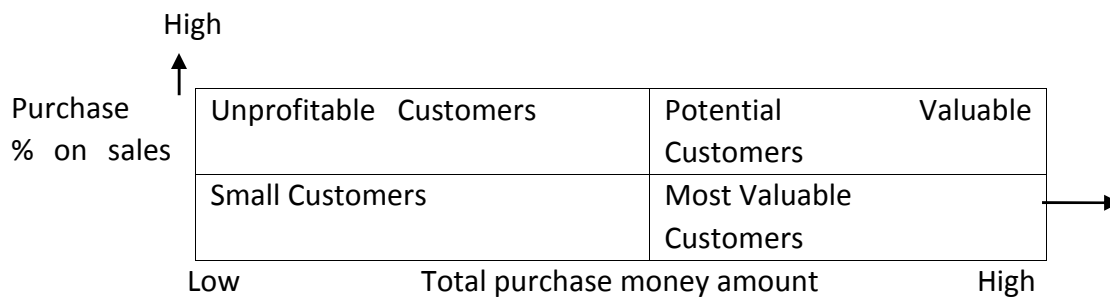 High
Purchase
% on sales
Unprofitable Customers
Potential Valuable
Customers
Small Customers
Most Valuable
Customers
Low Total purchase money amount High